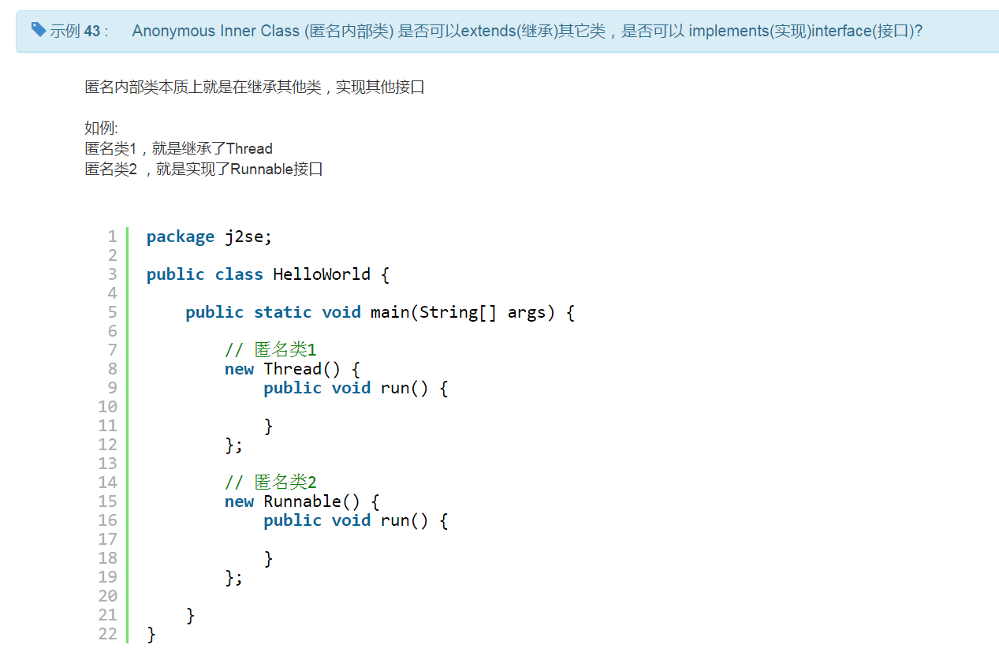 示例 43 : Anonymous Inner Class (匿名内部类) 是否可以extends(继承)其它类，是否可以 implements(实现)interface(接口)?
匿名内部类本质上就是在继承其他类，实现其他接口
如例:
匿名类1，就是继承了Thread
匿名类2 ，就是实现了Runnable接口
1 package j2se;
2
3 public class HelloWorld {
4
5     public static void main(String[] args) {
6
7         // 匿名类1
8         new Thread() {
9             public void run() {
10
11             }
12         };
13
14         // 匿名类2
15         new Runnable() {
16             public void run() {
17
18             }
19         };
20
21     }
22 }